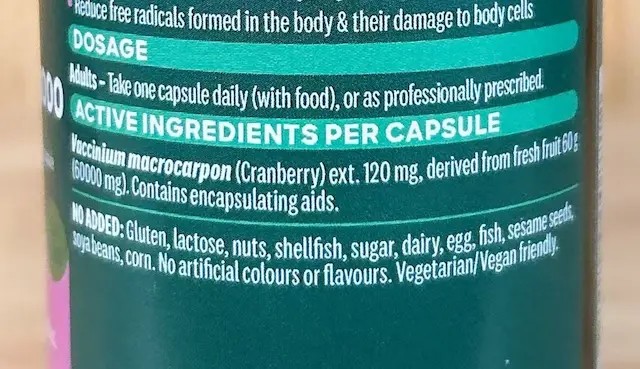 Reduce free radicals formed in the body & their damage to body cells
DOSAGE
Adults – Take one capsule daily (with food), or as professionally prescribed.
ACTIVE INGREDIENTS PER CAPSULE
Vaccinium macrocarpon (Cranberry) ext. 120 mg, derived from fresh fruit 60 g
(60000 mg). Contains encapsulating aids.
NO ADDED: Gluten, lactose, nuts, shellfish, sugar, dairy, egg, fish, sesame seeds,
soya beans, corn. No artificial colours or flavours. Vegetarian/Vegan friendly.